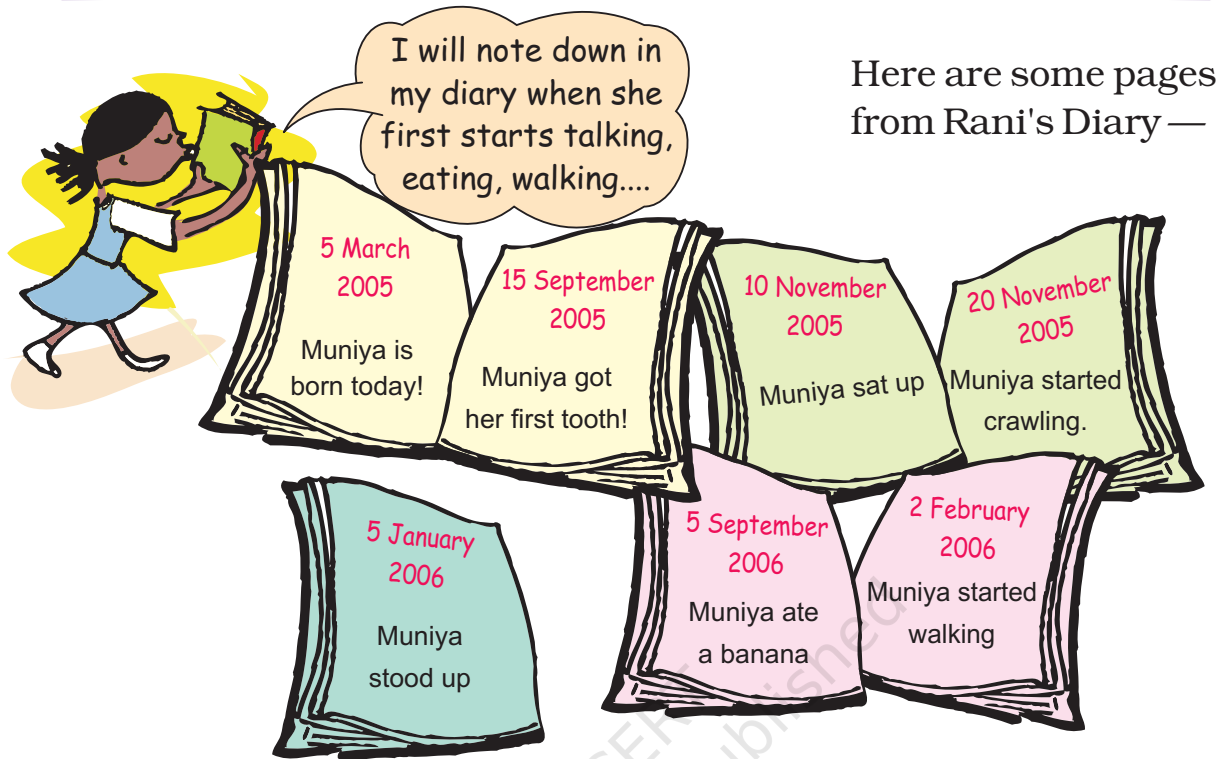 I will note down in
my diary when she
first starts talking,
eating, walking....
Here are some pages
from Rani's Diary —
5 March
2005
Muniya is
born today!
15 September
2005
Muniya got
her first tooth!
10 November
2005
Muniya sat up
20 November
2005
Muniya started
crawling.
5 January
2006
Muniya
stood up
5 September
2006
Muniya ate
a banana
2 February
2006
Muniya started
walking